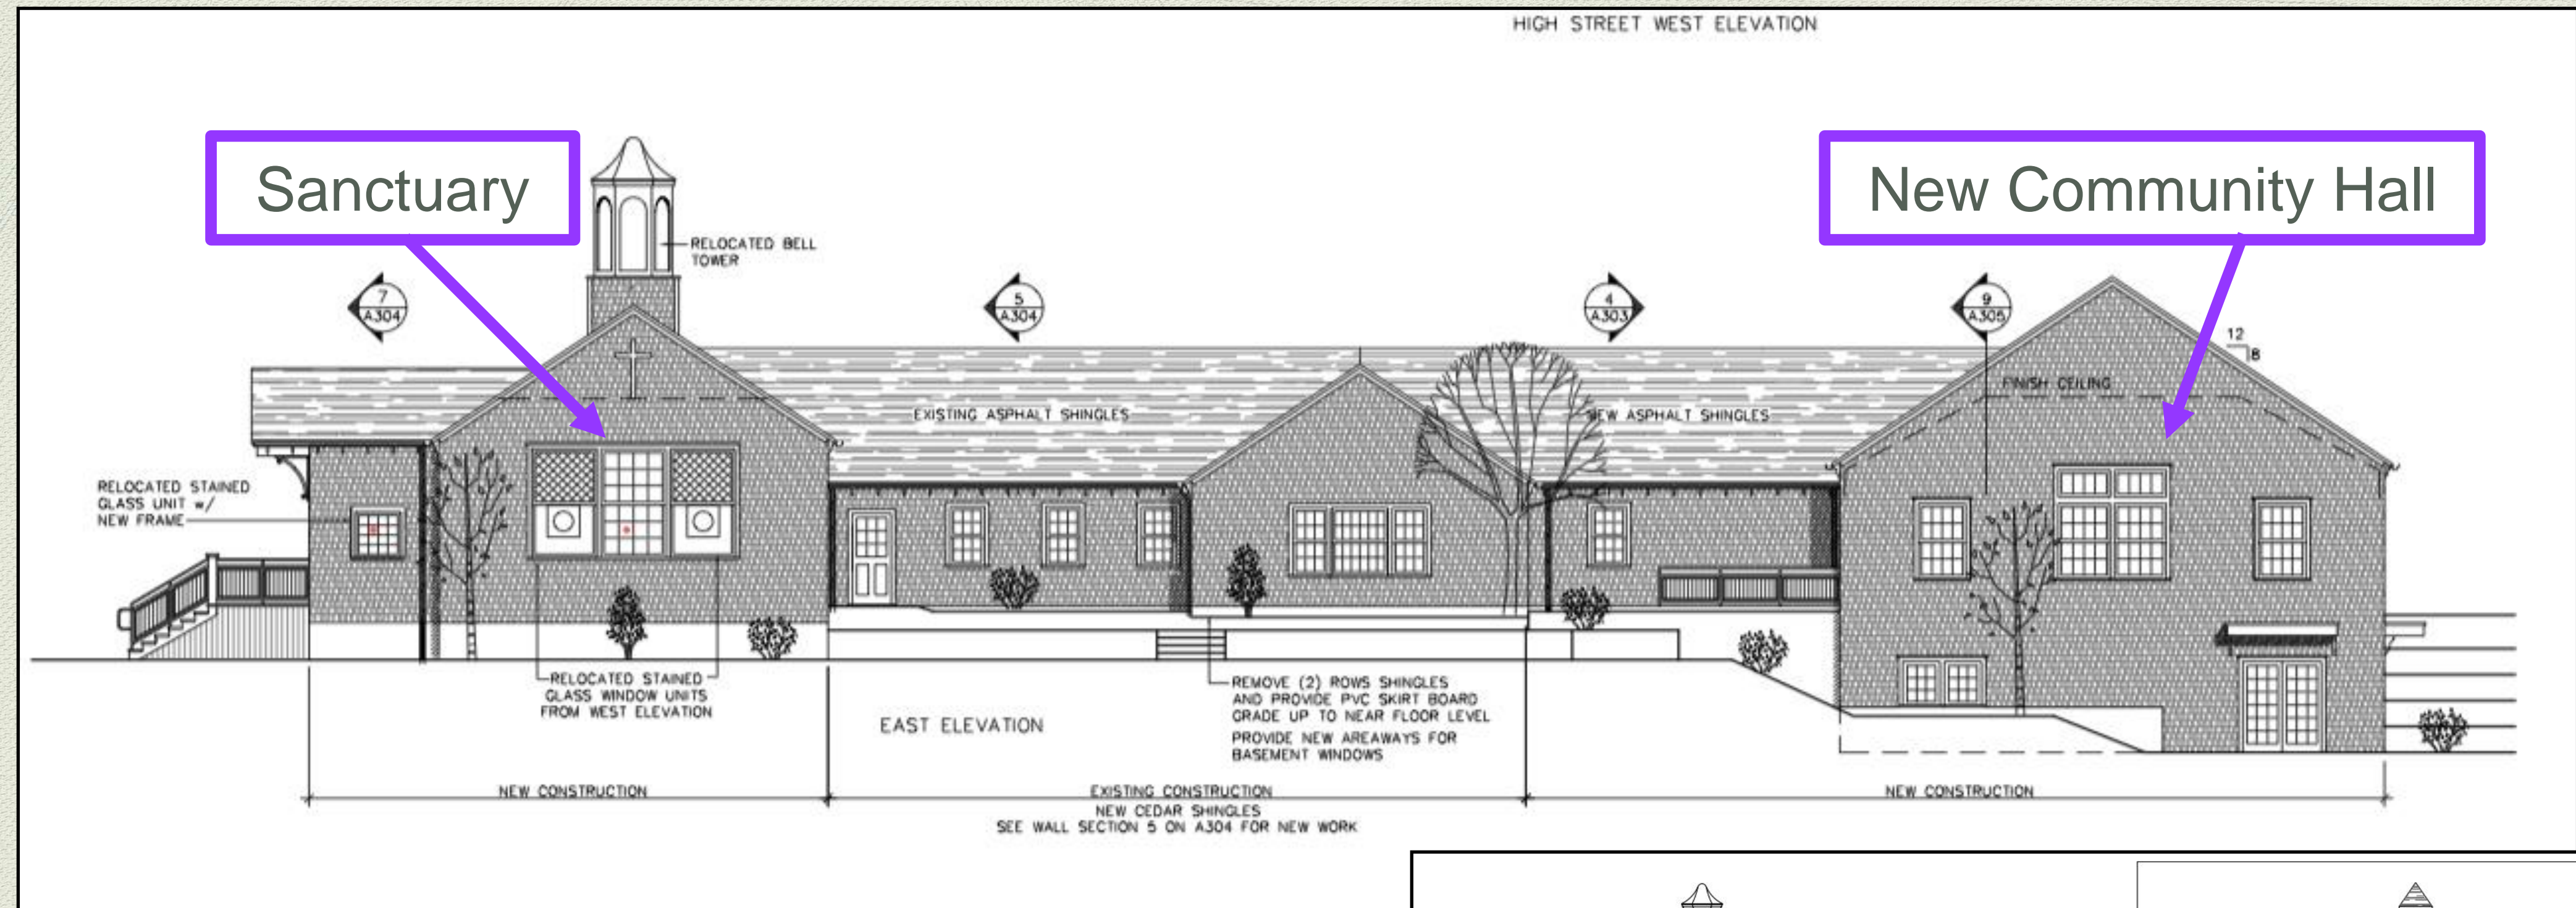 HIGH STREET WEST ELEVATION
Sanctuary
New Community Hall
RELOCATED BELL
TOWER
7
A304
5
A304
4
A303
9
A305
12
8
FINISH CEILING
EXISTING ASPHALT SHINGLES
NEW ASPHALT SHINGLES
RELOCATED STAINED
GLASS UNIT w/
NEW FRAME
RELOCATED STAINED
GLASS WINDOW UNITS
FROM WEST ELEVATION
REMOVE (2) ROWS SHINGLES
AND PROVIDE PVC SKIRT BOARD
GRADE UP TO NEAR FLOOR LEVEL
PROVIDE NEW AREAWAYS FOR
BASEMENT WINDOWS
EAST ELEVATION
NEW CONSTRUCTION
EXISTING CONSTRUCTION
NEW CEDAR SHINGLES
SEE WALL SECTION 5 ON A304 FOR NEW WORK
NEW CONSTRUCTION